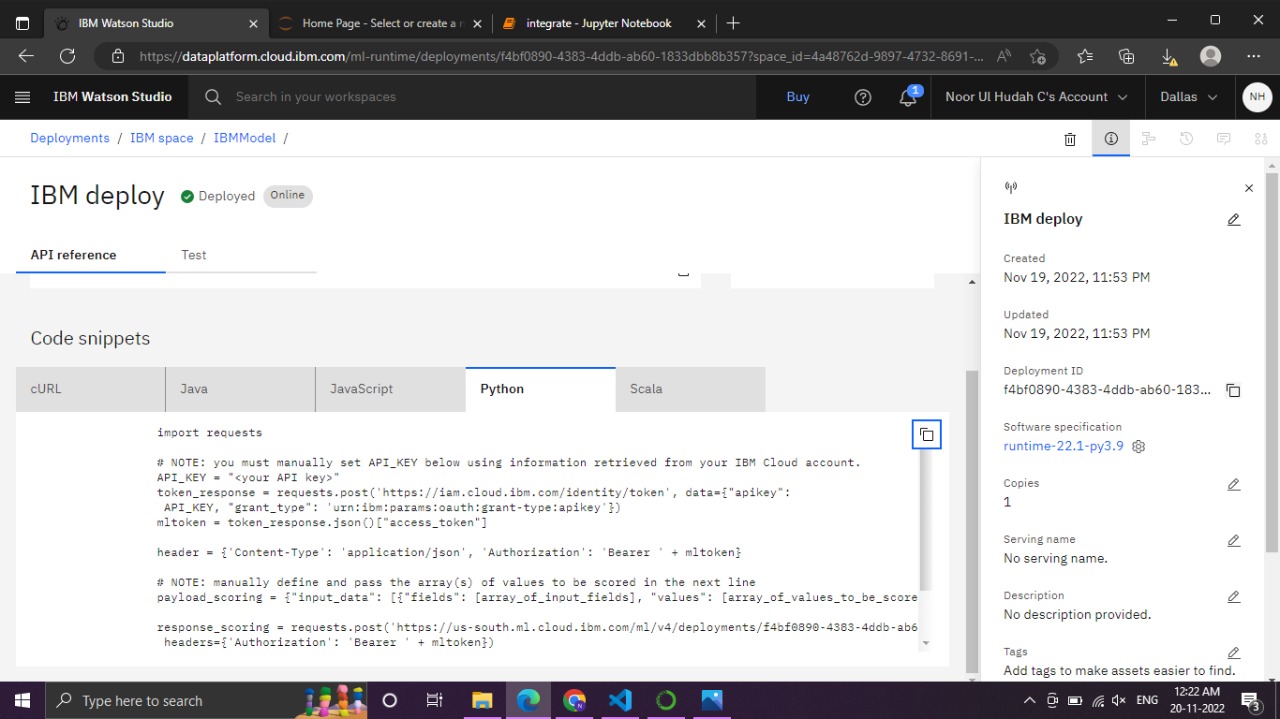 IBM Watson Studio
Home Page - Select or create a n
integrate - Jupyter Notebook
https://dataplatform.cloud.ibm.com/ml-runtime/deployments/f4bf0890-4383-4ddb-ab60-1833dbb8b357?space_id=4a48762d-9897-4732-8691-...
IBM Watson Studio
Search in your workspaces
Buy
1
Noor Ul Hudah C's Account
Dallas
NH
Deployments / IBM space / IBMModel /
IBM deploy
Deployed
Online
API reference
Test
Code snippets
cURL
Java
JavaScript
Python
Scala
import requests
# NOTE: you must manually set API_KEY below using information retrieved from your IBM Cloud account.
API_KEY = "<your API key>"
token_response = requests.post('https://iam.cloud.ibm.com/identity/token', data={"apikey":
API_KEY, "grant_type": 'urn:ibm:params:oauth:grant-type:apikey'})
mltoken = token_response.json()["access_token"]
header = {'Content-Type': 'application/json', 'Authorization': 'Bearer ' + mltoken}
# NOTE: manually define and pass the array(s) of values to be scored in the next line
payload_scoring = {"input_data": [{"fields": [array_of_input_fields], "values": [array_of_values_to_be_score
response_scoring = requests.post('https://us-south.ml.cloud.ibm.com/ml/v4/deployments/f4bf0890-4383-4ddb-ab6
headers={'Authorization': 'Bearer ' + mltoken})
IBM deploy
Created
Nov 19, 2022, 11:53 PM
Updated
Nov 19, 2022, 11:53 PM
Deployment ID
f4bf0890-4383-4ddb-ab60-183...
Software specification
runtime-22.1-py3.9
Copies
1
Serving name
No serving name.
Description
No description provided.
Tags
Add tags to make assets easier to find.
Type here to search
ENG
12:22 AM
20-11-2022
3